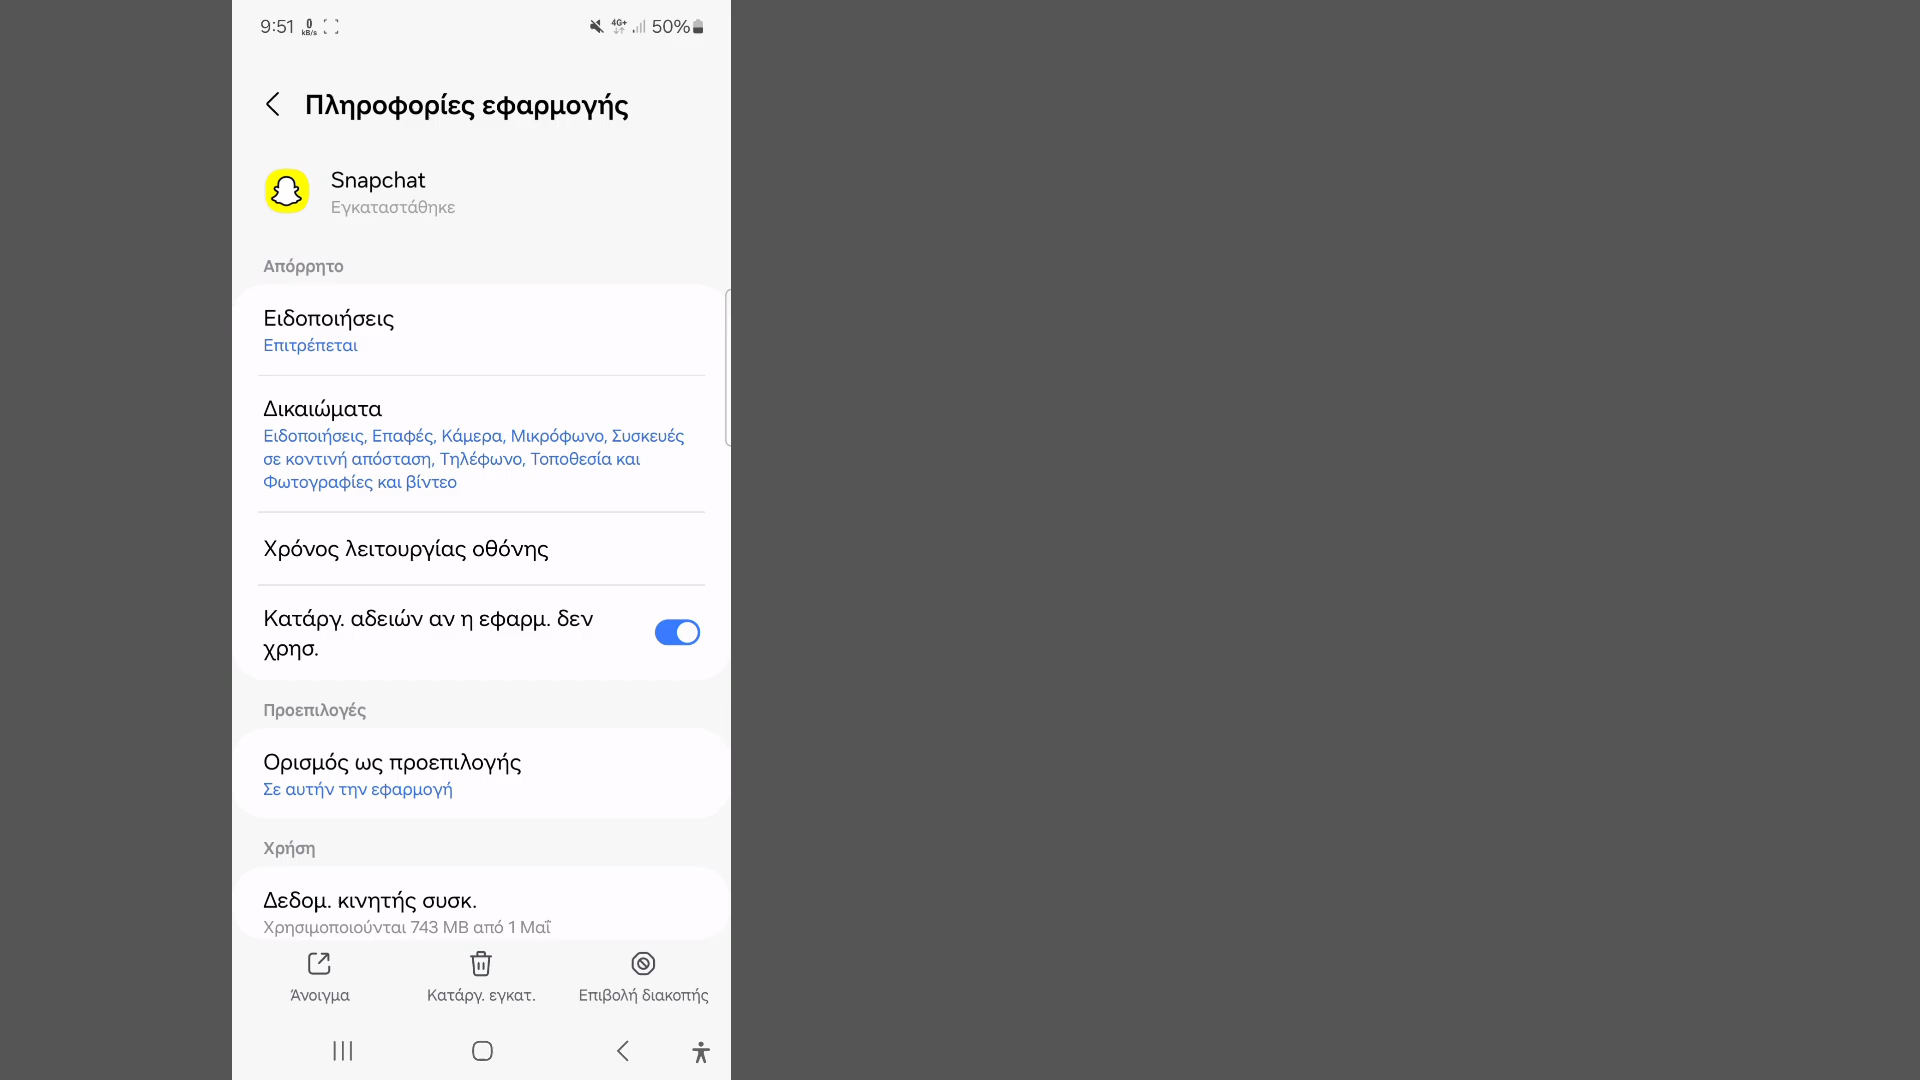 9:51 0 kB/s 4G+ 50%
Πληροφορίες εφαρμογής
Snapchat
Εγκαταστάθηκε
Απόρρητο
Ειδοποιήσεις
Επιτρέπεται
Δικαιώματα
Ειδοποιήσεις, Επαφές, Κάμερα, Μικρόφωνο, Συσκευές
σε κοντινή απόσταση, Τηλέφωνο, Τοποθεσία και
Φωτογραφίες και βίντεο
Χρόνος λειτουργίας οθόνης
Κατάργ. αδειών αν η εφαρμ. δεν
χρησ.
Προεπιλογές
Ορισμός ως προεπιλογής
Σε αυτήν την εφαρμογή
Χρήση
Δεδομ. κινητής συσκ.
Χρησιμοποιούνται 743 MB από 1 Μαΐ
Άνοιγμα Κατάργ. εγκατ. Επιβολή διακοπής